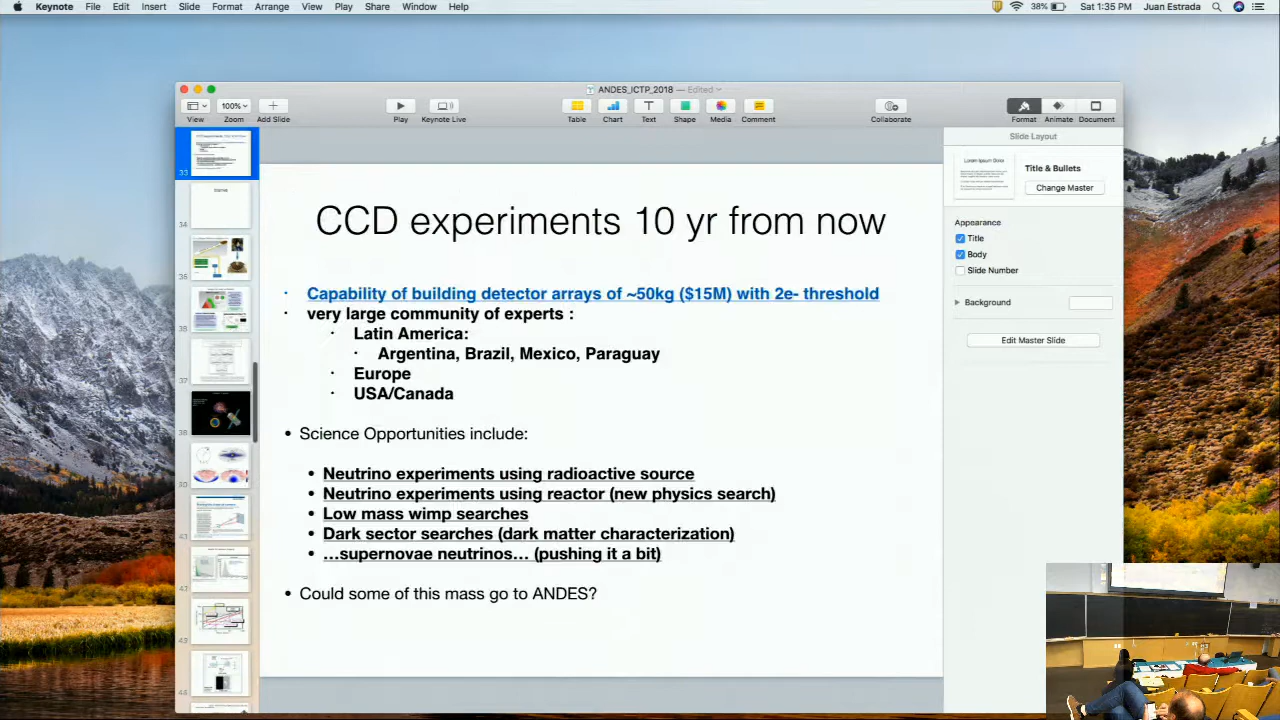 Keynote File Edit Insert Slide Format Arrange View Play Share Window Help 38% Sat 1:35 PM Juan Estrada
ANDES_ICTP_2018 — Edited
100%
View Zoom Add Slide Play Keynote Live Table Chart Text Shape Media Comment Collaborate Format Animate Document
Slide Layout
Title & Bullets
Change Master
Appearance
Title
Body
Slide Number
Background
Edit Master Slide
33
34
37
38
CCD experiments 10 yr from now
· Capability of building detector arrays of ~50kg ($15M) with 2e- threshold
· very large community of experts :
· Latin America:
· Argentina, Brazil, Mexico, Paraguay
· Europe
· USA/Canada
• Science Opportunities include:
• Neutrino experiments using radioactive source
• Neutrino experiments using reactor (new physics search)
• Low mass wimp searches
• Dark sector searches (dark matter characterization)
• ...supernovae neutrinos... (pushing it a bit)
• Could some of this mass go to ANDES?